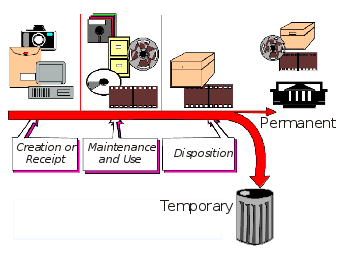 Permanent
Creation or
Receipt
Maintenance
and Use
Disposition
Temporary